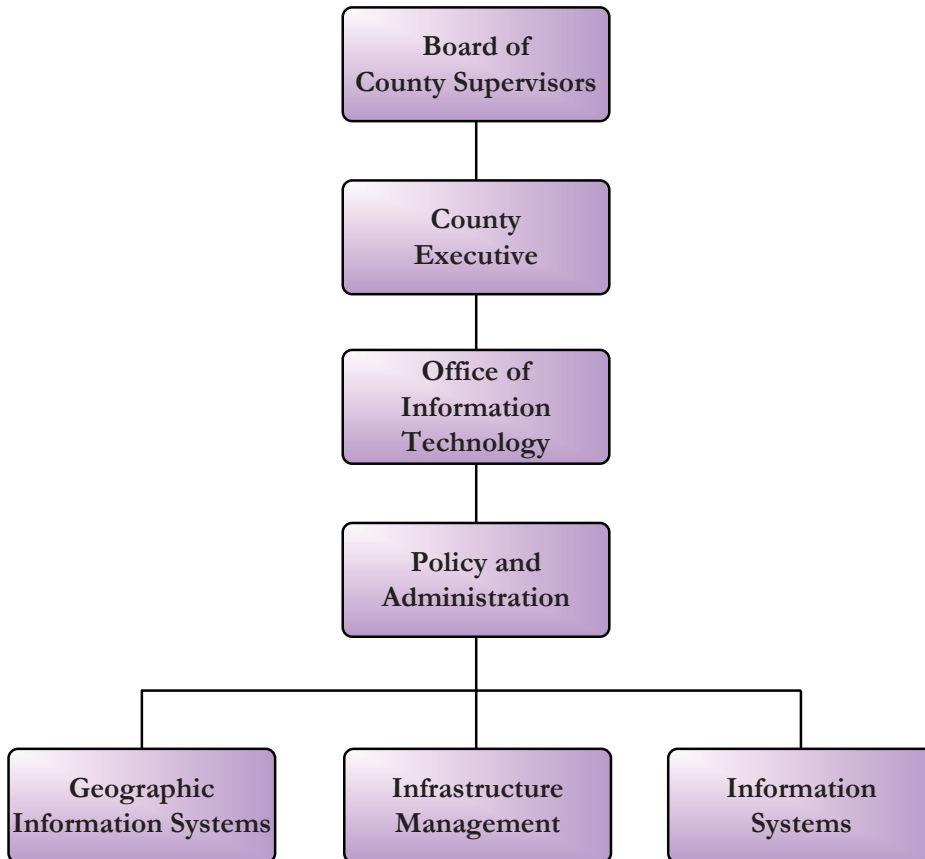 Board of
County Supervisors
County
Executive
Office of
Information
Technology
Policy and
Administration
Geographic
Information Systems
Infrastructure
Management
Information
Systems